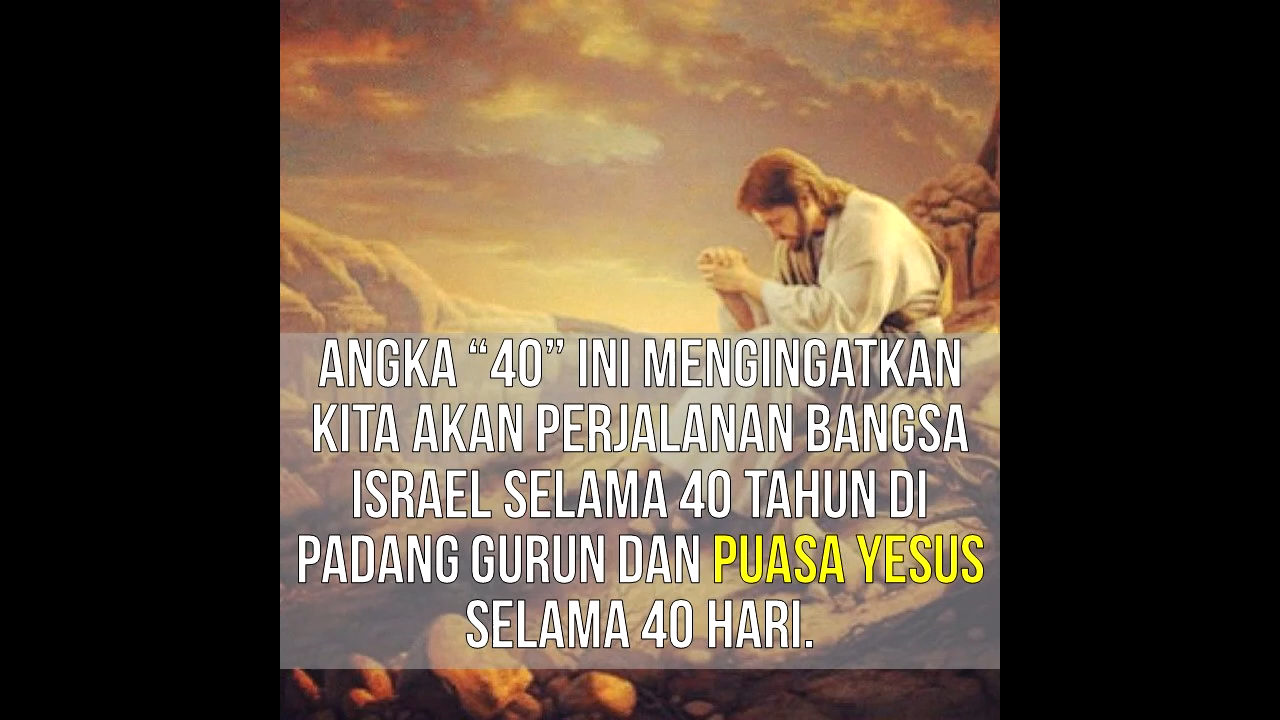 ANGKA “40” INI MENGINGATKAN
KITA AKAN PERJALANAN BANGSA
ISRAEL SELAMA 40 TAHUN DI
PADANG GURUN DAN PUASA YESUS
SELAMA 40 HARI.